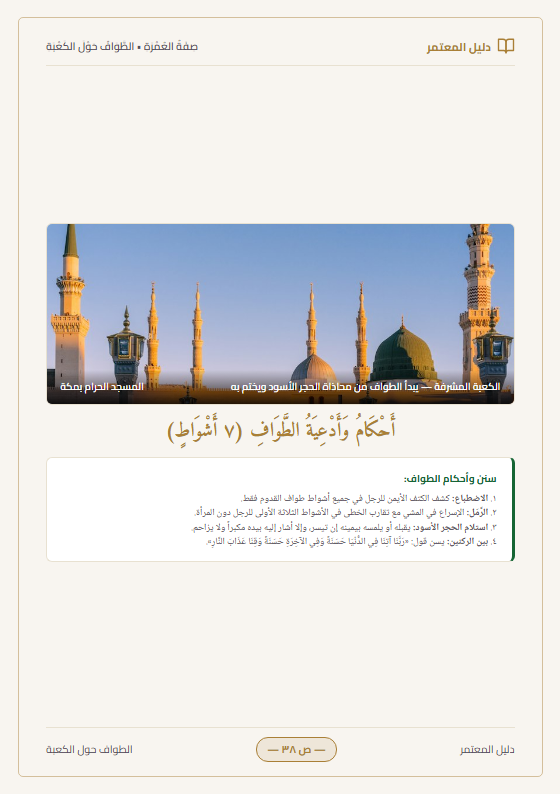 دليل المعتمر
صفة العُمْرة • الطَّوافُ حَوْلَ الكَعْبة
الكعبة المشرفة — يبدأ الطواف من محاذاة الحجر الأسود ويختم به
المسجد الحرام بمكة
أَحْكَامُ وَأَدْعِيَةُ الطَّوَافِ (٧ أَشْوَاطٍ)
سنن وأحكام الطواف:
١. الاضطباع: كشف الكتف الأيمن للرجل في جميع أشواط طواف القدوم فقط.
٢. الرَّمَل: الإسراع في المشي مع تقارب الخطى في الأشواط الثلاثة الأولى للرجل دون المرأة.
٣. استلام الحجر الأسود: يقبله أو يلمسه بيمينه إن تيسر، وإلا أشار إليه بيده مكبراً ولا يزاحم.
٤. بين الركنين: يسن قول: «رَبَّنَا آتِنَا فِي الدُّنْيَا حَسَنَةً وَفِي الآخِرَةِ حَسَنَةً وَقِنَا عَذَابَ النَّارِ».
دليل المعتمر
— ص ٣٨ —
الطواف حول الكعبة